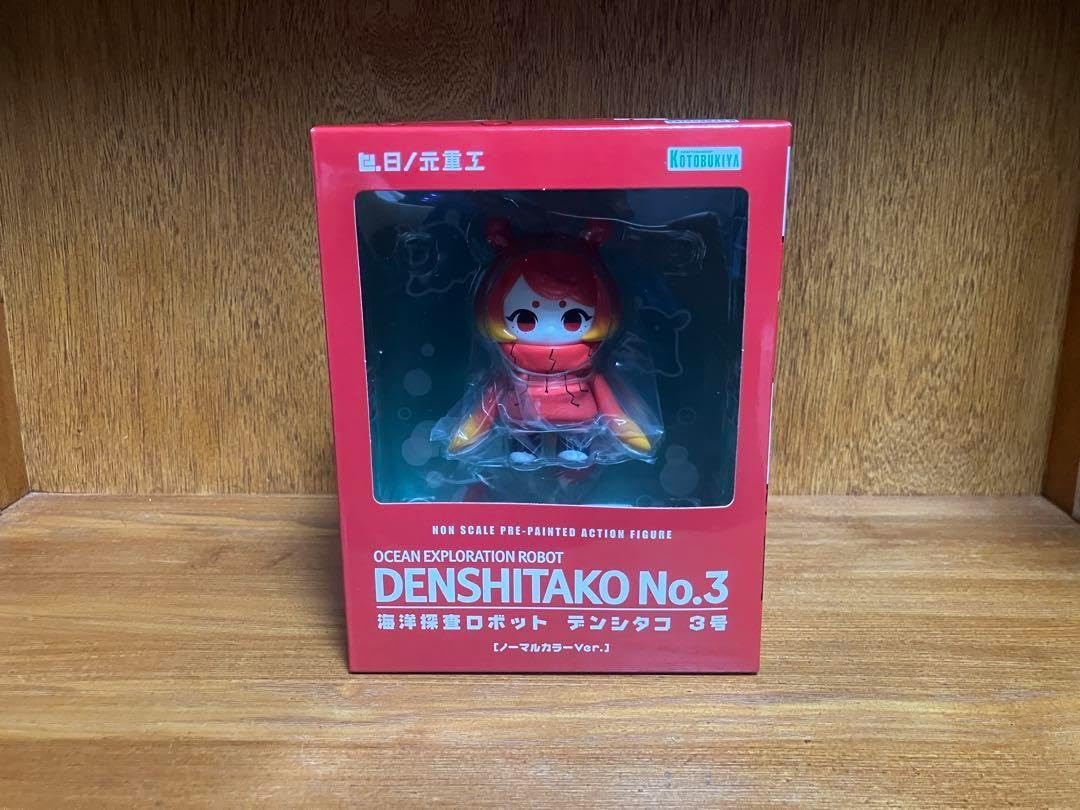 日ノ元重工
KOTOBUKIYA
NON SCALE PRE-PAINTED ACTION FIGURE
OCEAN EXPLORATION ROBOT
DENSHITAKO No.3
海洋探査ロボット デンシタコ 3号
[ノーマルカラーVer.]